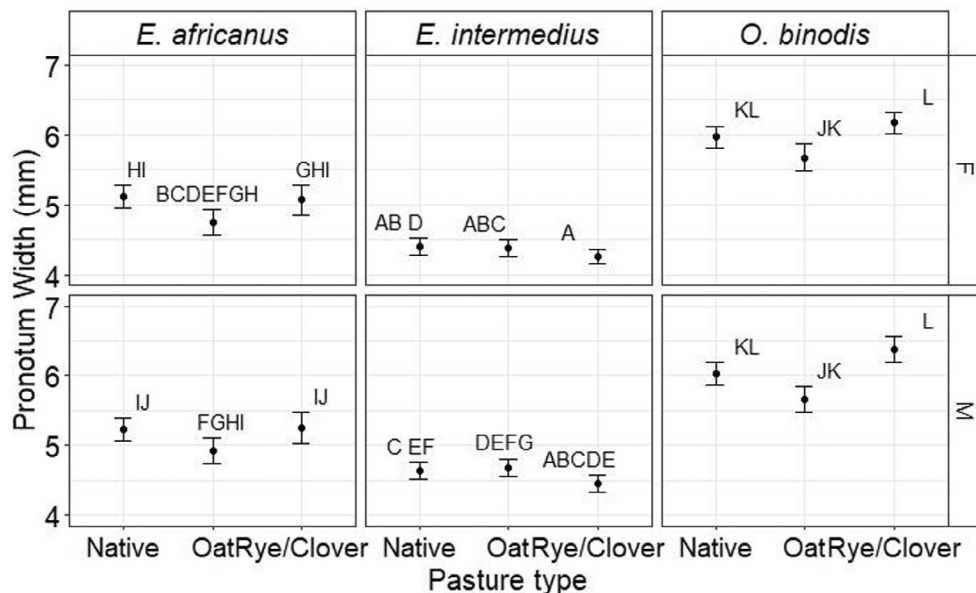 E. africanus
E. intermedius
O. binodis
Pronotum Width (mm)
7
6
5
4
HI
BCDEFGH
GHI
AB D
ABC
A
KL
JK
L
F
7
6
5
4
IJ
FGHI
IJ
C EF
DEFG
ABCDE
KL
JK
L
M
Native OatRye/Clover Native OatRye/Clover Native OatRye/Clover
Pasture type